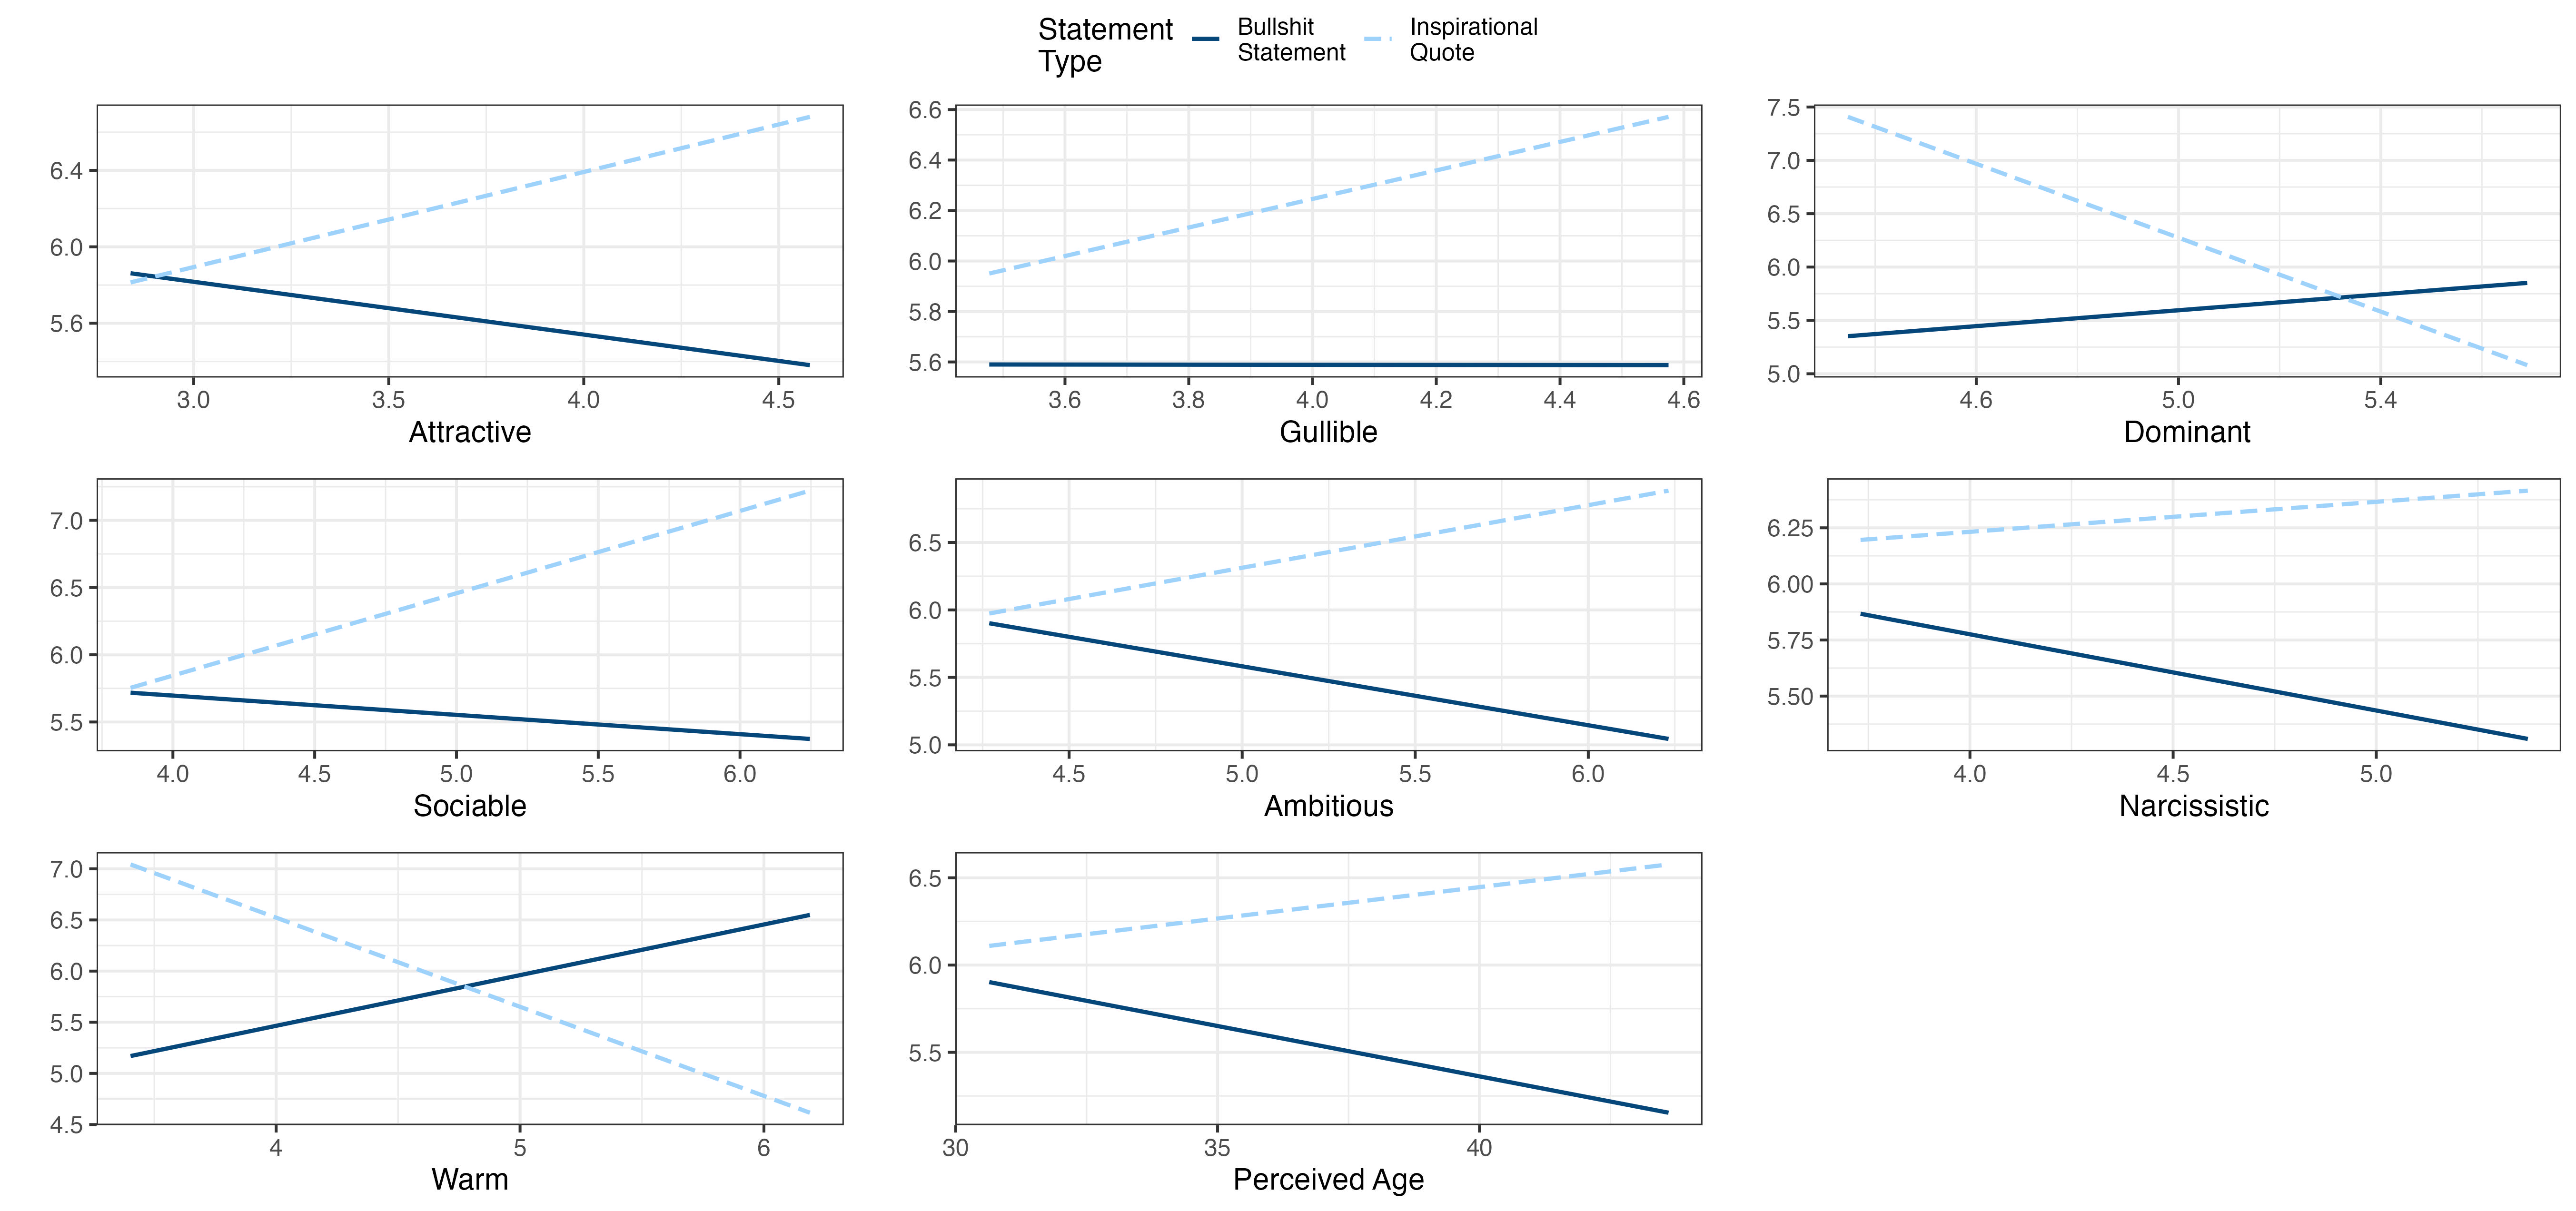 Statement
Type
Bullshit
Statement
Inspirational
Quote
6.4
6.0
5.6
3.0 3.5 4.0 4.5
Attractive
6.6
6.4
6.2
6.0
5.8
5.6
3.6 3.8 4.0 4.2 4.4 4.6
Gullible
7.5
7.0
6.5
6.0
5.5
5.0
4.6 5.0 5.4
Dominant
7.0
6.5
6.0
5.5
4.0 4.5 5.0 5.5 6.0
Sociable
6.5
6.0
5.5
5.0
4.5 5.0 5.5 6.0
Ambitious
6.25
6.00
5.75
5.50
4.0 4.5 5.0
Narcissistic
7.0
6.5
6.0
5.5
5.0
4.5
4 5 6
Warm
6.5
6.0
5.5
30 35 40
Perceived Age